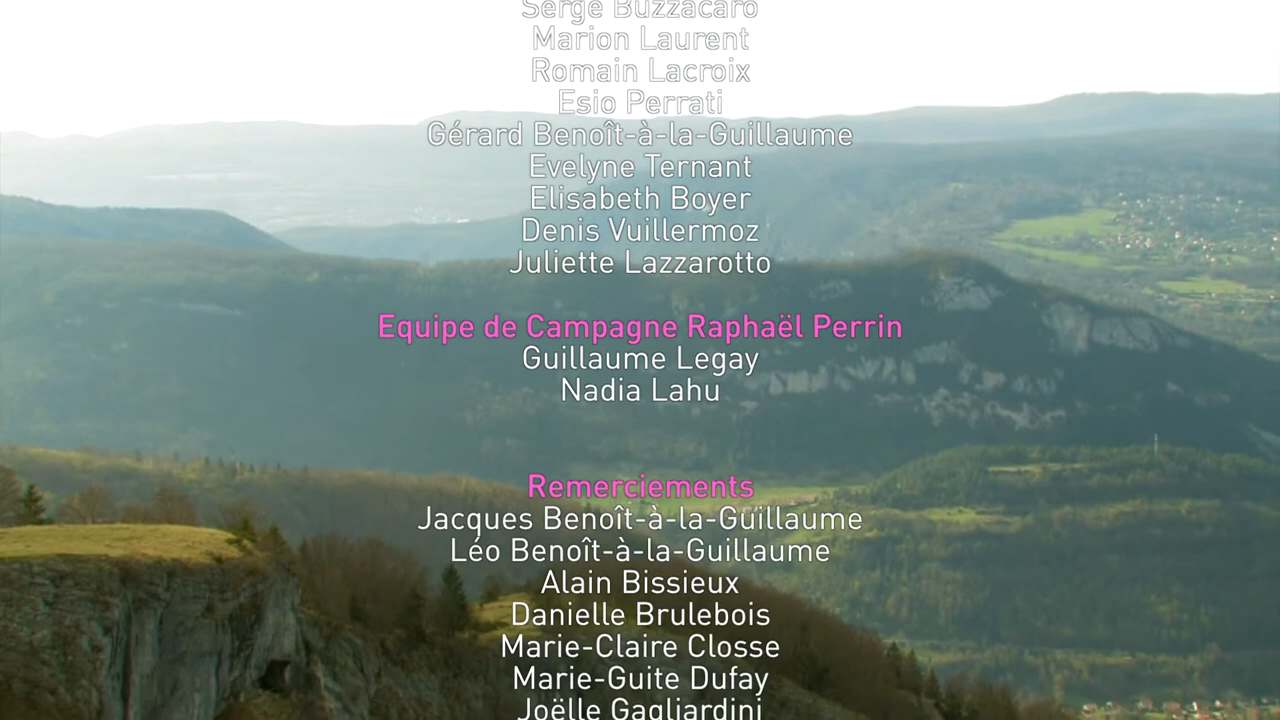 Serge Buzzacaro
Marion Laurent
Romain Lacroix
Esio Perrati
Gérard Benoît-à-la-Guillaume
Evelyne Ternant
Elisabeth Boyer
Denis Vuillermoz
Juliette Lazzarotto
Equipe de Campagne Raphaël Perrin
Guillaume Legay
Nadia Lahu
Remerciements
Jacques Benoît-à-la-Guillaume
Léo Benoît-à-la-Guillaume
Alain Bissieux
Danielle Brulebois
Marie-Claire Closse
Marie-Guite Dufay
Joëlle Gagliardini